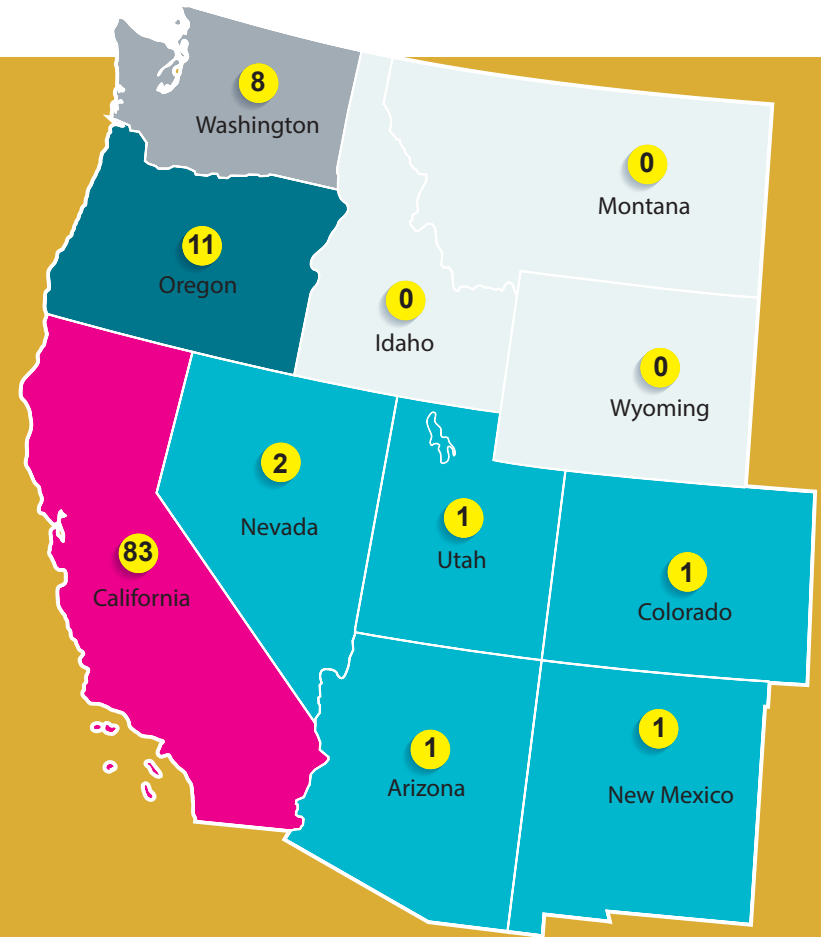 8
Washington
0
Montana
11
Oregon
0
Idaho
0
Wyoming
2
Nevada
1
Utah
83
California
1
Colorado
1
Arizona
1
New Mexico